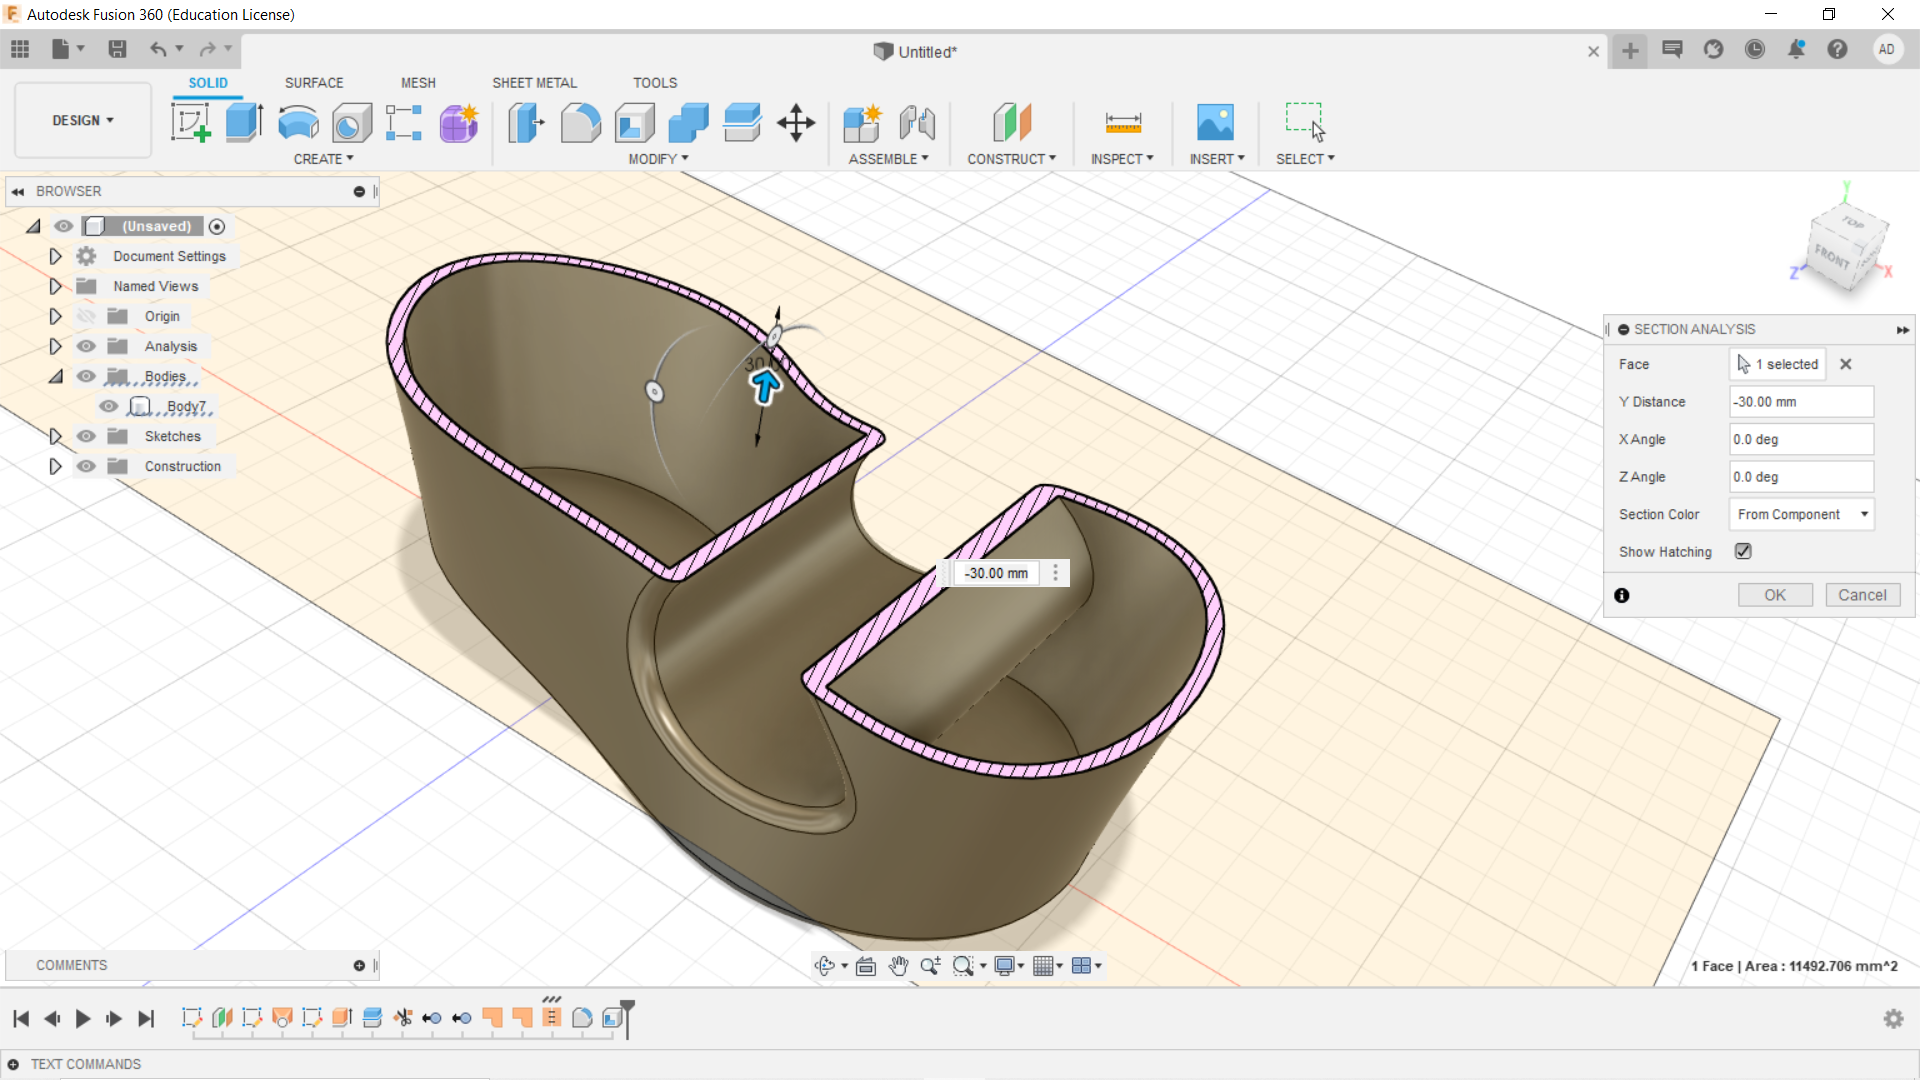 Autodesk Fusion 360 (Education License)
Untitled*
AD
DESIGN
SOLID SURFACE MESH SHEET METAL TOOLS
CREATE MODIFY ASSEMBLE CONSTRUCT INSPECT INSERT SELECT
BROWSER
(Unsaved)
Document Settings
Named Views
Origin
Analysis
Bodies
Body7
Sketches
Construction
Y
TOP
FRONT
Z
X
SECTION ANALYSIS
Face 1 selected
Y Distance -30.00 mm
X Angle 0.0 deg
Z Angle 0.0 deg
Section Color From Component
Show Hatching
OK Cancel
-30.00 mm
COMMENTS
1 Face | Area : 11492.706 mm^2
TEXT COMMANDS